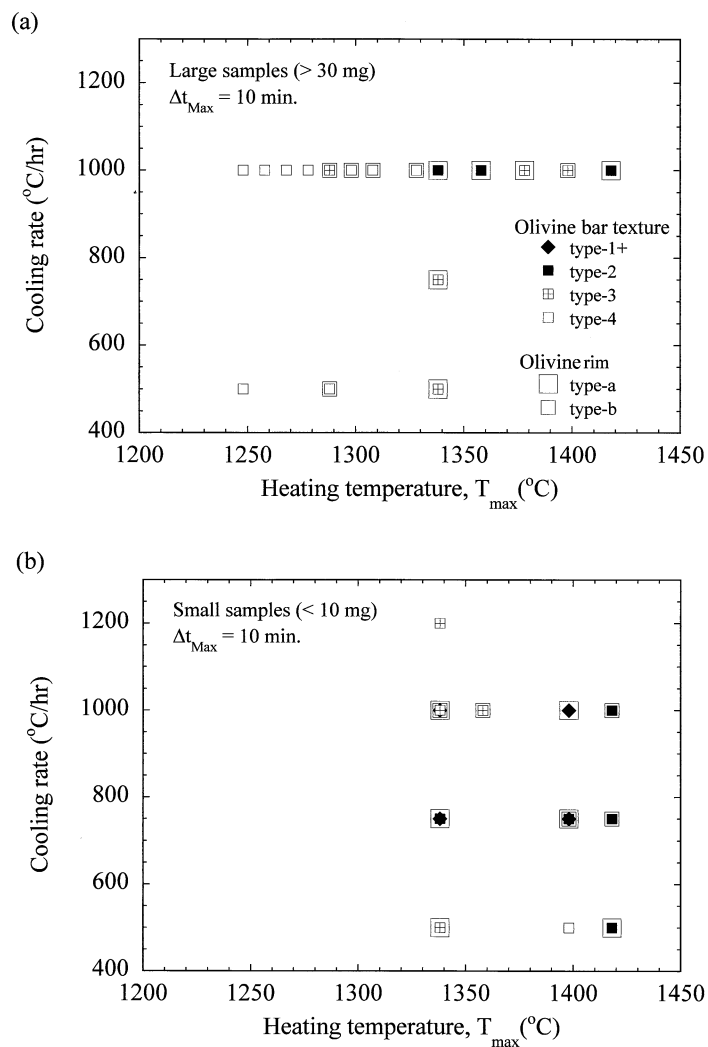 (a)
Large samples (> 30 mg)
Δt_Max = 10 min.
1200
1000
800
600
400
Cooling rate (°C/hr)
Olivine bar texture
type-1+
type-2
type-3
type-4
Olivine rim
type-a
type-b
1200 1250 1300 1350 1400 1450
Heating temperature, T_max(°C)
(b)
Small samples (< 10 mg)
Δt_Max = 10 min.
1200
1000
800
600
400
Cooling rate (°C/hr)
1200 1250 1300 1350 1400 1450
Heating temperature, T_max(°C)